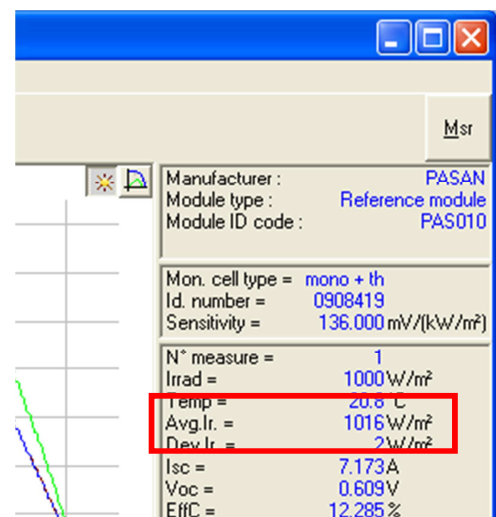 Msr
Manufacturer : PASAN
Module type : Reference module
Module ID code : PAS010
Mon. cell type = mono + th
Id. number = 0908419
Sensitivity = 136.000 mV/(kW/m²)
N° measure = 1
Irrad = 1000 W/m²
Temp = 20.8 °C
Avg.Ir. = 1016 W/m²
Dev.Ir. = 2 W/m²
Isc = 7.173 A
Voc = 0.609 V
EffC = 12.285 %